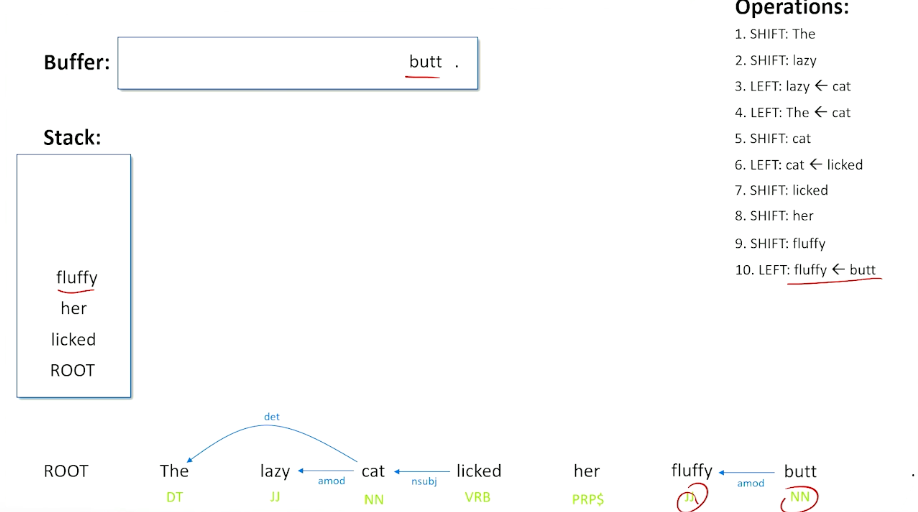 Operations:
Buffer: butt .
1. SHIFT: The
2. SHIFT: lazy
3. LEFT: lazy ← cat
4. LEFT: The ← cat
5. SHIFT: cat
6. LEFT: cat ← licked
7. SHIFT: licked
8. SHIFT: her
9. SHIFT: fluffy
10. LEFT: fluffy ← butt
Stack:
fluffy
her
licked
ROOT
det
ROOT The lazy cat licked her fluffy butt .
amod nsubj amod
DT JJ NN VRB PRP$ JJ NN